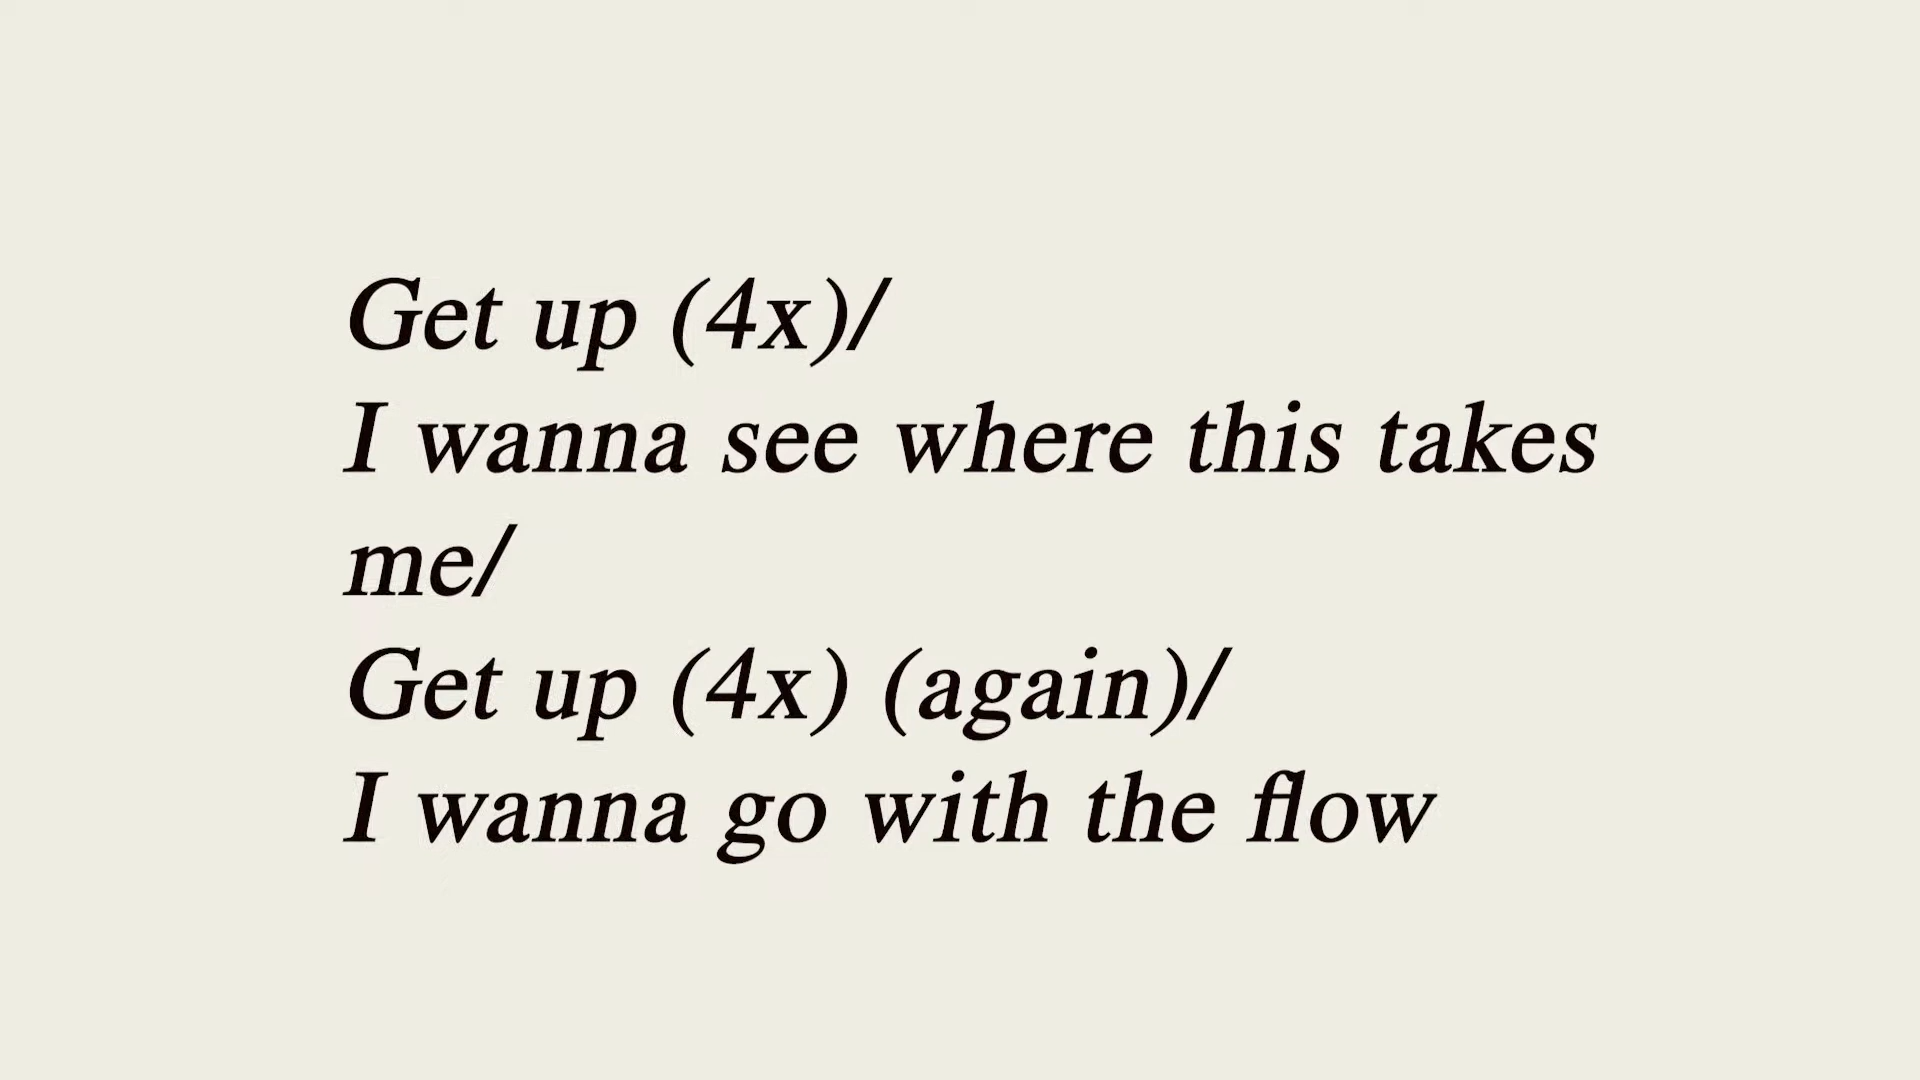 Get up (4x)/
I wanna see where this takes
me/
Get up (4x) (again)/
I wanna go with the flow